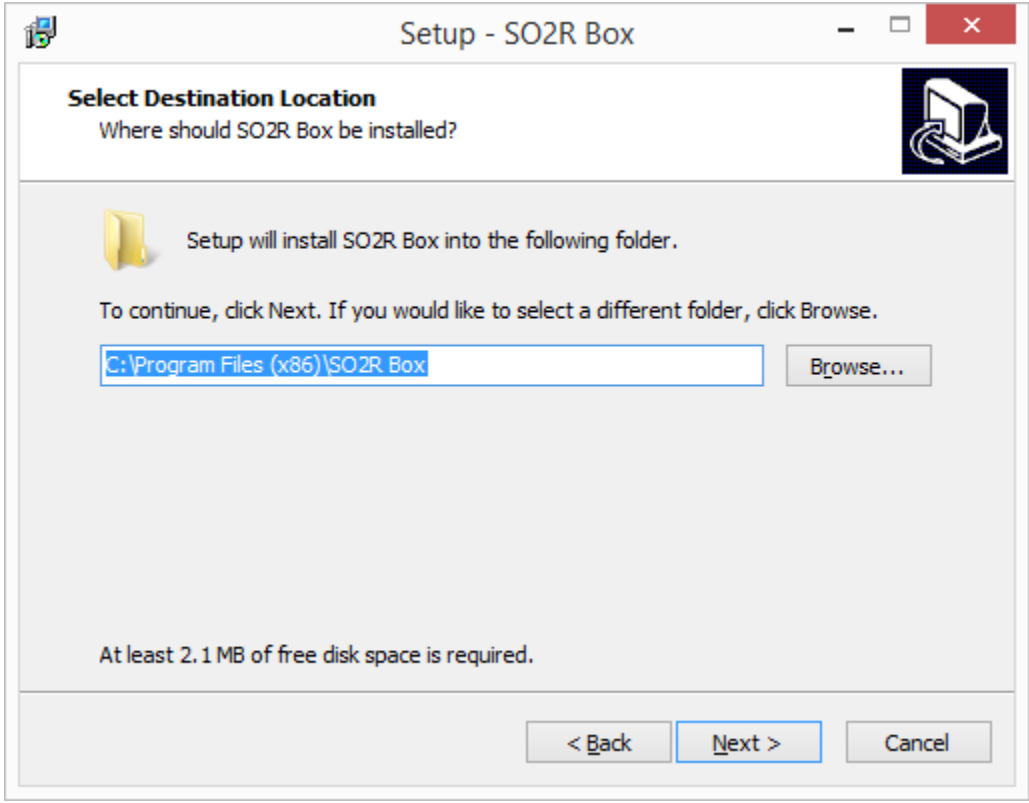 Setup - SO2R Box
Select Destination Location
Where should SO2R Box be installed?
Setup will install SO2R Box into the following folder.
To continue, click Next. If you would like to select a different folder, click Browse.
C:\Program Files (x86)\SO2R Box
Browse...
At least 2.1 MB of free disk space is required.
< Back
Next >
Cancel